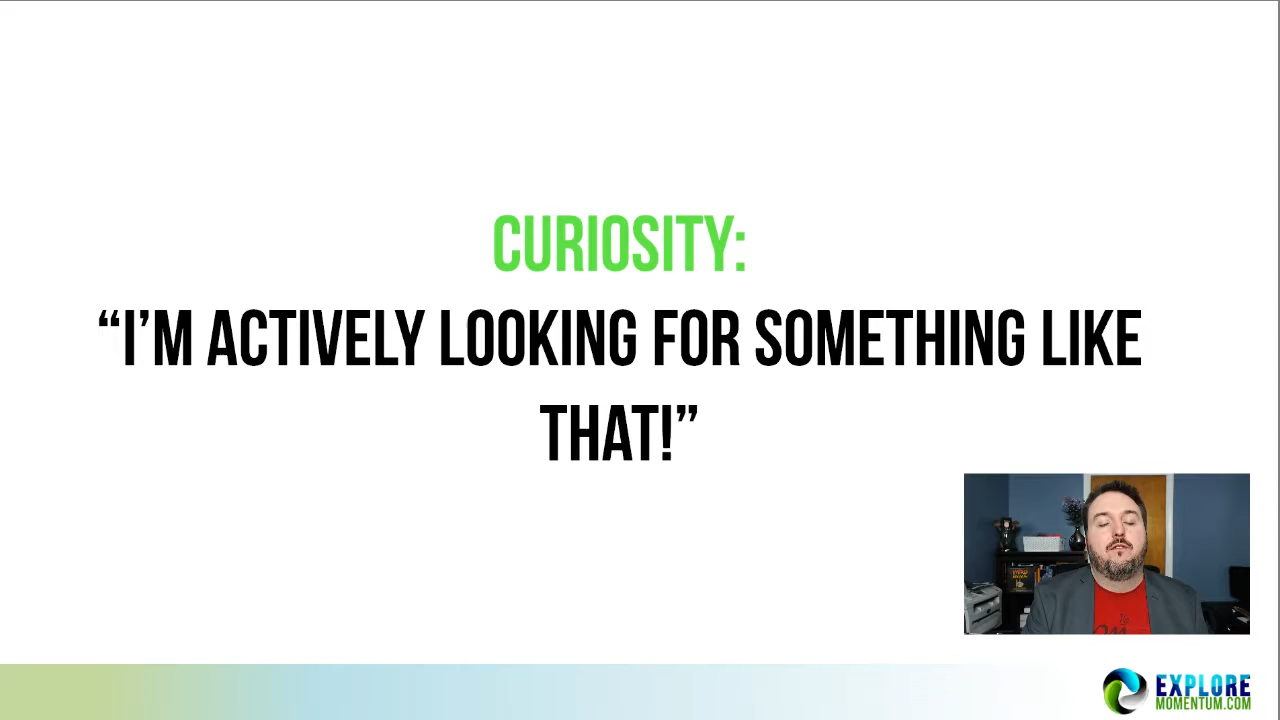 CURIOSITY:
“I’M ACTIVELY LOOKING FOR SOMETHING LIKE
THAT!”
EXPLORE
MOMENTUM.COM